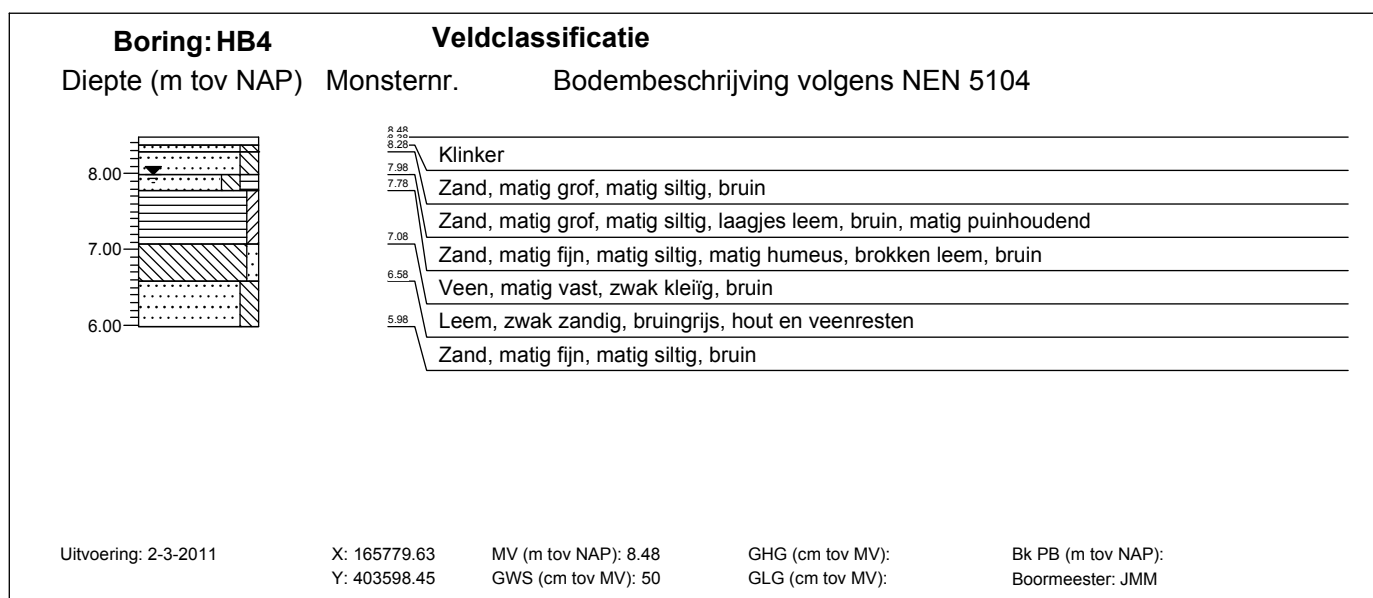 Boring: HB4 Veldclassificatie
Diepte (m tov NAP) Monsternr. Bodembeschrijving volgens NEN 5104
8.48
8.38
8.28
Klinker
8.00
7.98
7.78
Zand, matig grof, matig siltig, bruin
Zand, matig grof, matig siltig, laagjes leem, bruin, matig puinhoudend
7.00
7.08
Zand, matig fijn, matig siltig, matig humeus, brokken leem, bruin
6.58
Veen, matig vast, zwak kleiïg, bruin
6.00
5.98
Leem, zwak zandig, bruingrijs, hout en veenresten
Zand, matig fijn, matig siltig, bruin
Uitvoering: 2-3-2011 X: 165779.63 MV (m tov NAP): 8.48 GHG (cm tov MV): Bk PB (m tov NAP):
Y: 403598.45 GWS (cm tov MV): 50 GLG (cm tov MV): Boormeester: JMM